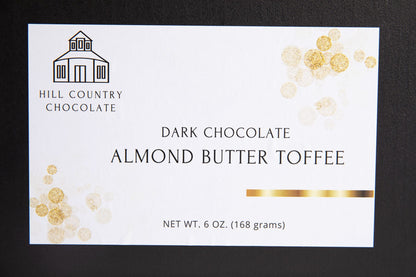 HILL COUNTRY
CHOCOLATE
DARK CHOCOLATE
ALMOND BUTTER TOFFEE
NET WT. 6 OZ. (168 grams)